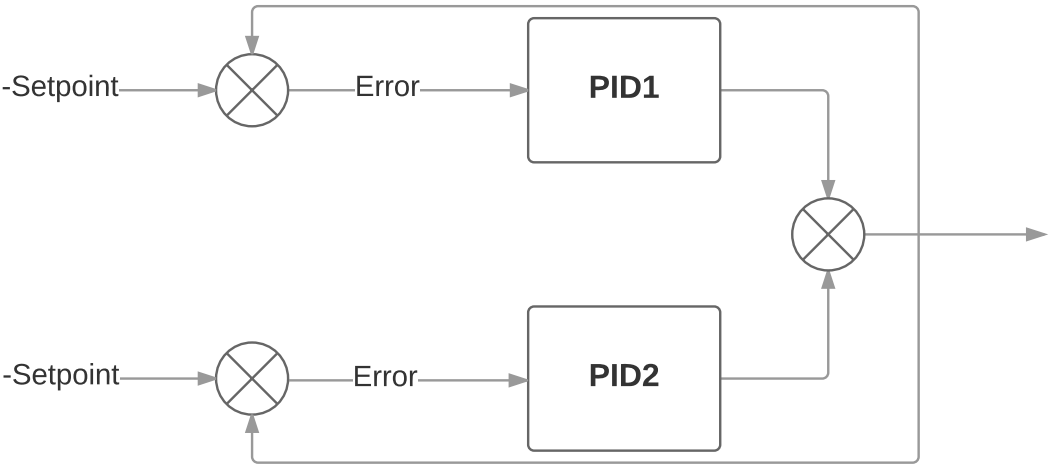 -Setpoint
Error
PID1
-Setpoint
Error
PID2